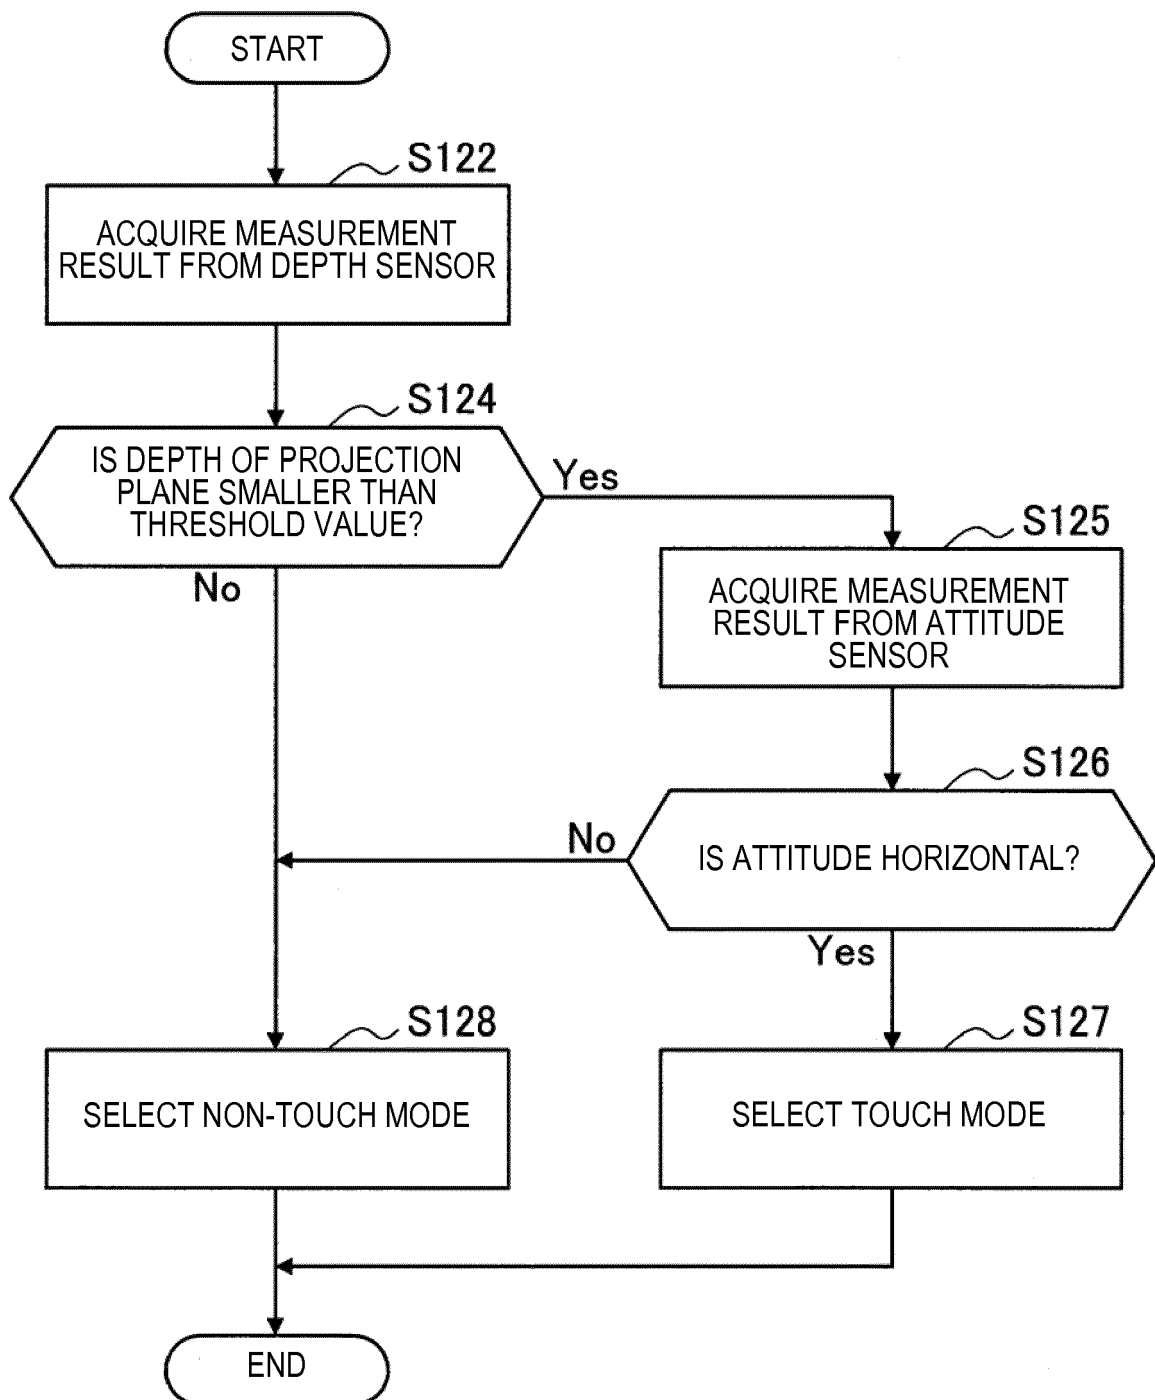 START
S122
ACQUIRE MEASUREMENT
RESULT FROM DEPTH SENSOR
S124
IS DEPTH OF PROJECTION
PLANE SMALLER THAN
THRESHOLD VALUE?
Yes
No
S125
ACQUIRE MEASUREMENT
RESULT FROM ATTITUDE
SENSOR
S126
IS ATTITUDE HORIZONTAL?
No
Yes
S128
SELECT NON-TOUCH MODE
S127
SELECT TOUCH MODE
END